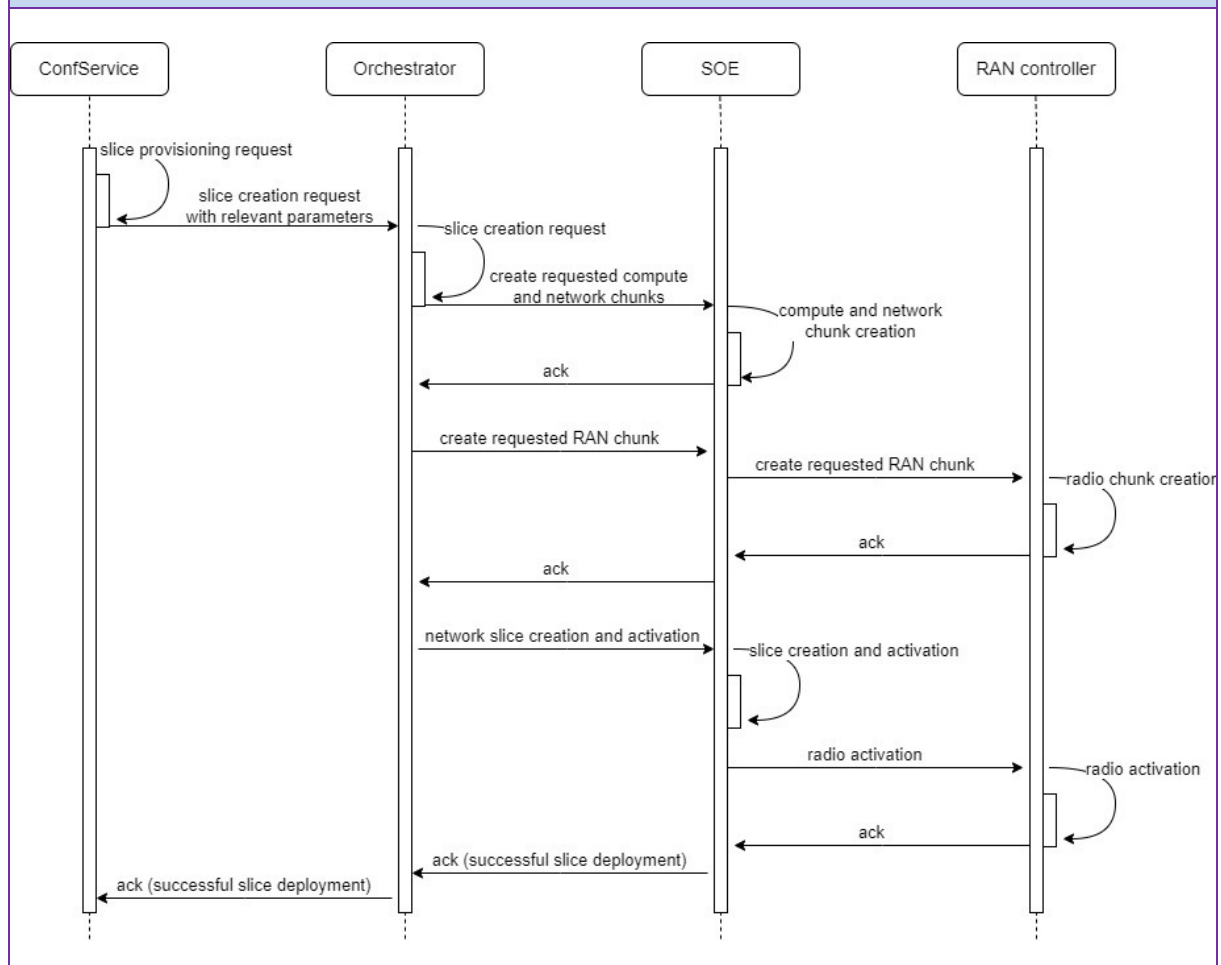 ConfService
Orchestrator
SOE
RAN controller
slice provisioning request
slice creation request
with relevant parameters
slice creation request
create requested compute
and network chunks
compute and network
chunk creation
ack
create requested RAN chunk
create requested RAN chunk
radio chunk creation
ack
ack
network slice creation and activation
slice creation and activation
radio activation
radio activation
ack
ack (successful slice deployment)
ack (successful slice deployment)